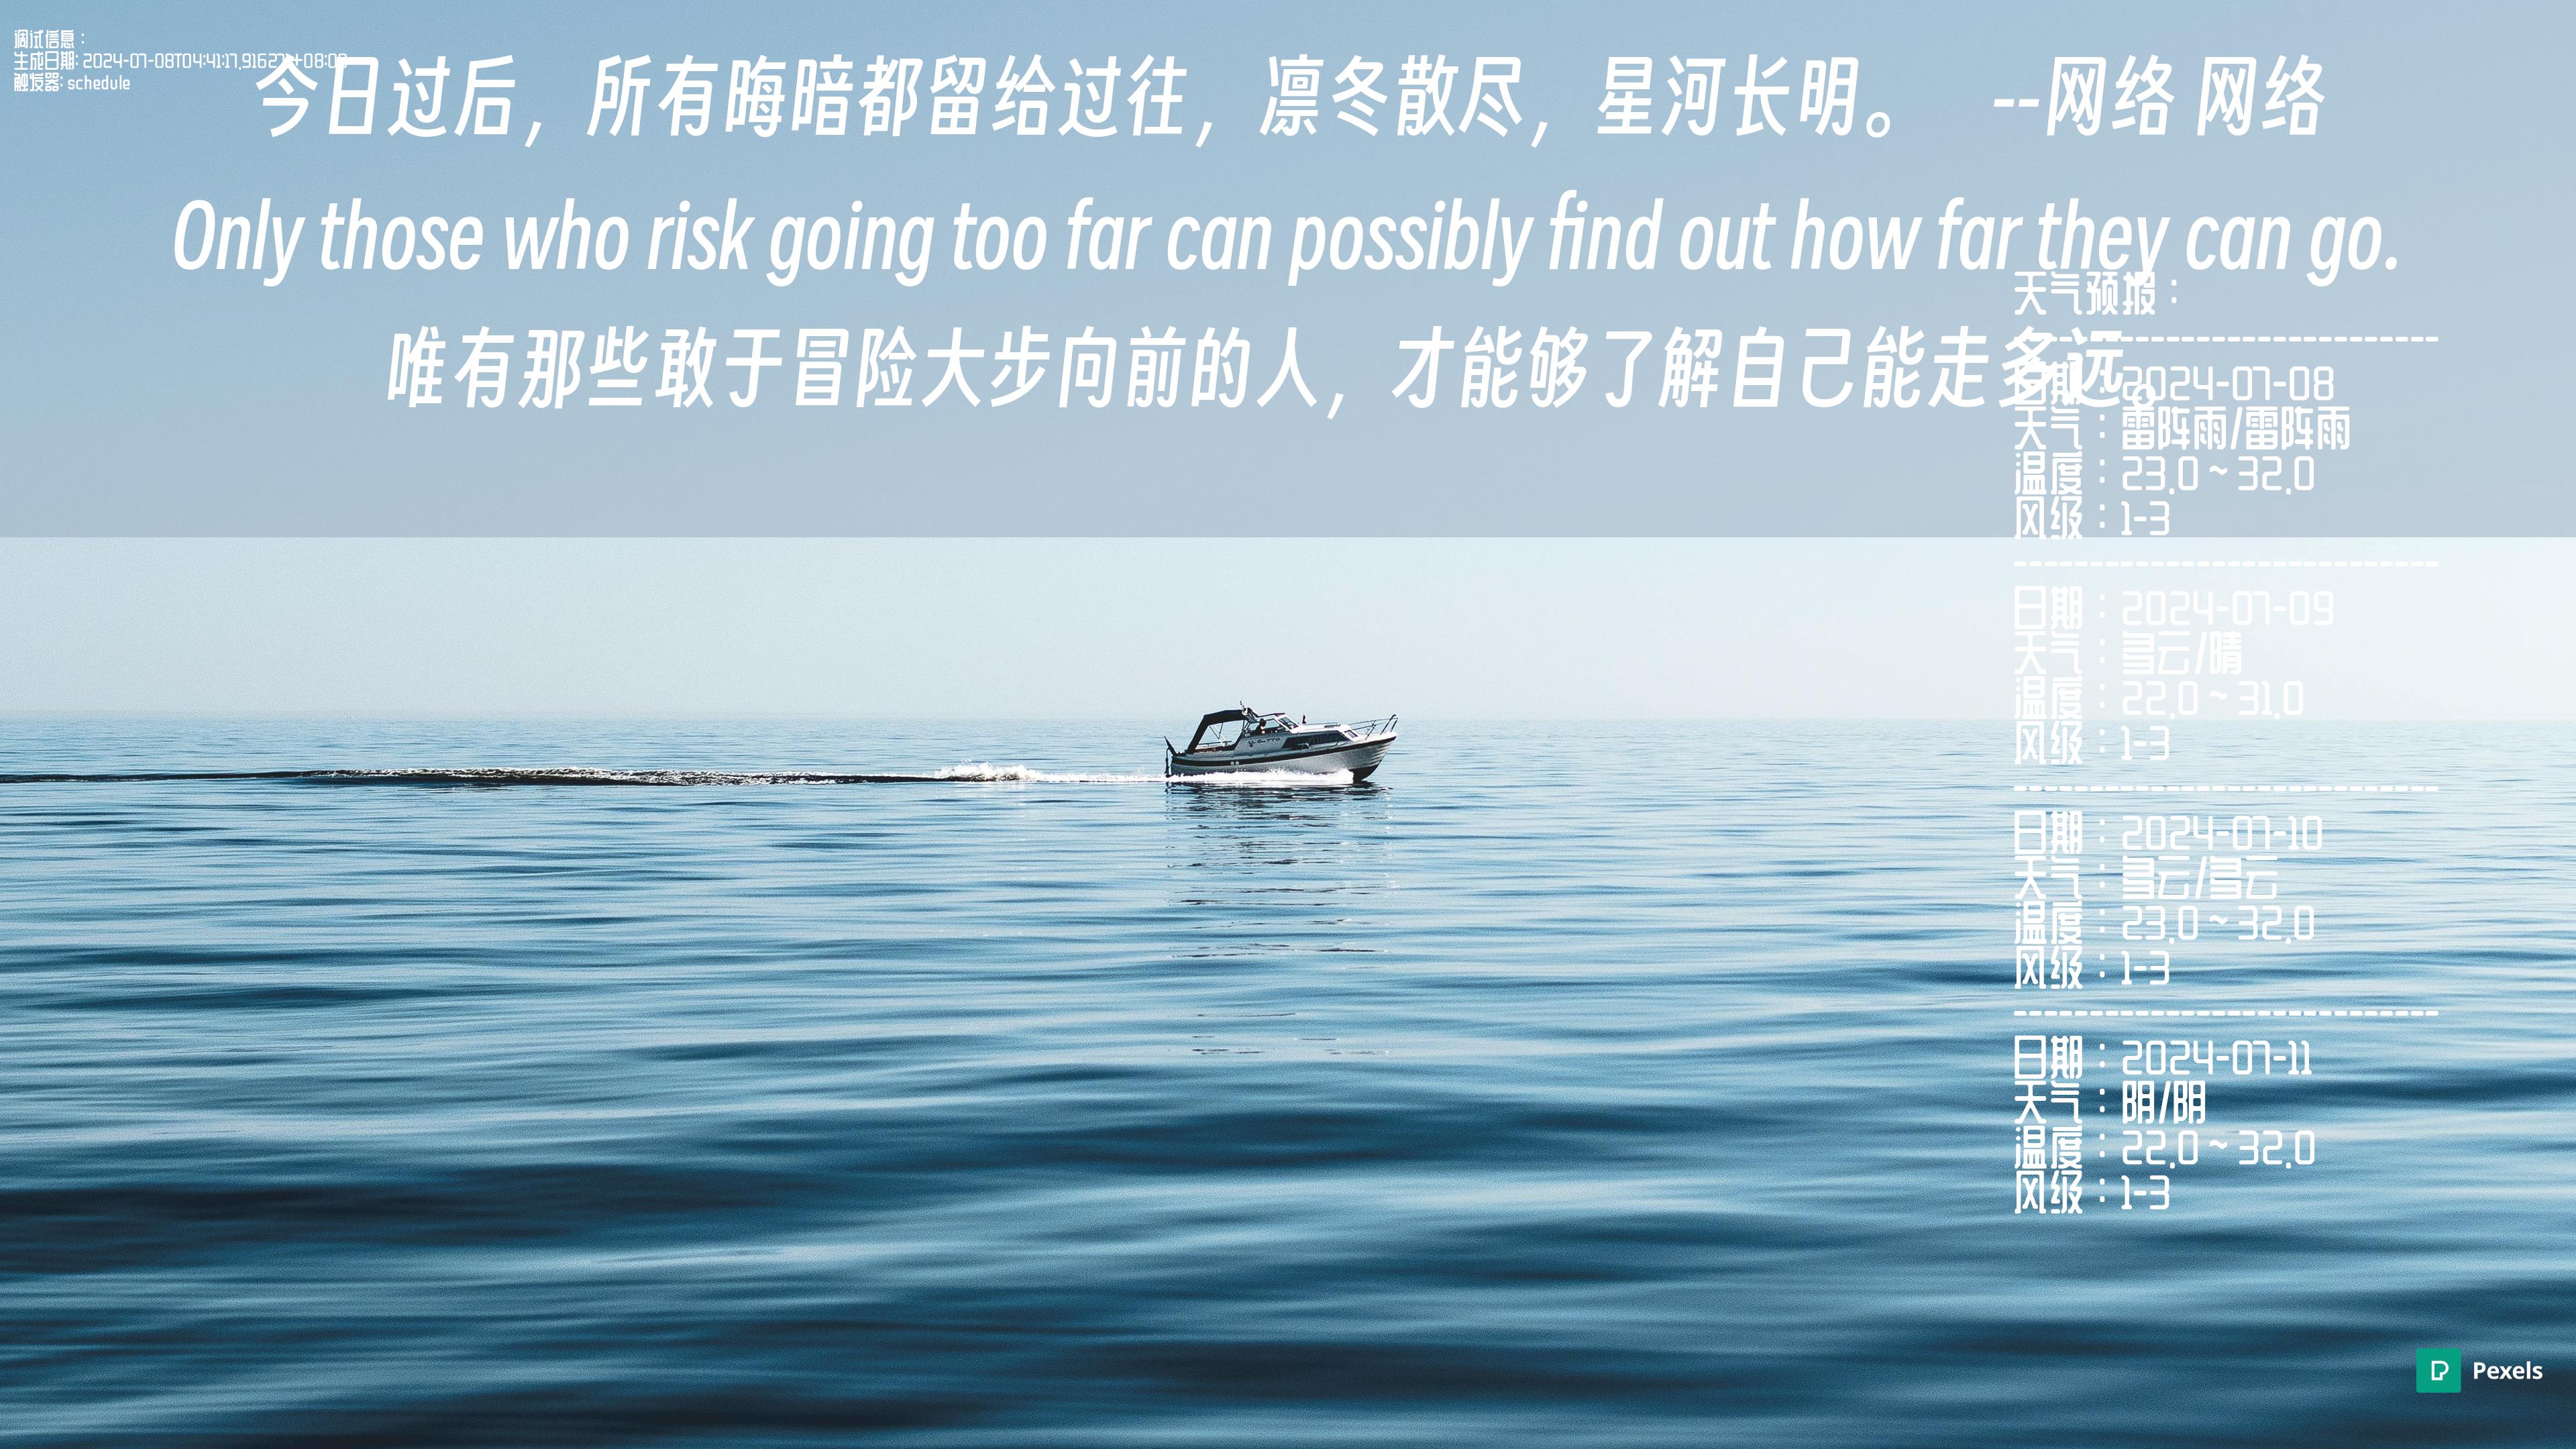 调试信息：
生成日期: 2024-07-08T04:41:17.91627+08:00
触发器: schedule
今日过后，所有晦暗都留给过往，凛冬散尽，星河长明。 --网络 网络
Only those who risk going too far can possibly find out how far they can go.
唯有那些敢于冒险大步向前的人，才能够了解自己能走多远。
天气预报：
------------------------------
日期：2024-07-08
天气：雷阵雨/雷阵雨
温度：23.0 ~ 32.0
风级：1-3
------------------------------
日期：2024-07-09
天气：多云/晴
温度：22.0 ~ 31.0
风级：1-3
------------------------------
日期：2024-07-10
天气：多云/多云
温度：23.0 ~ 32.0
风级：1-3
------------------------------
日期：2024-07-11
天气：阴/阴
温度：22.0 ~ 32.0
风级：1-3
Pexels